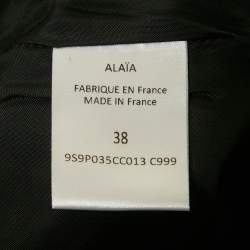 ALAÏA
FABRIQUE EN France
MADE IN France
38
9S9P035CC013 C999